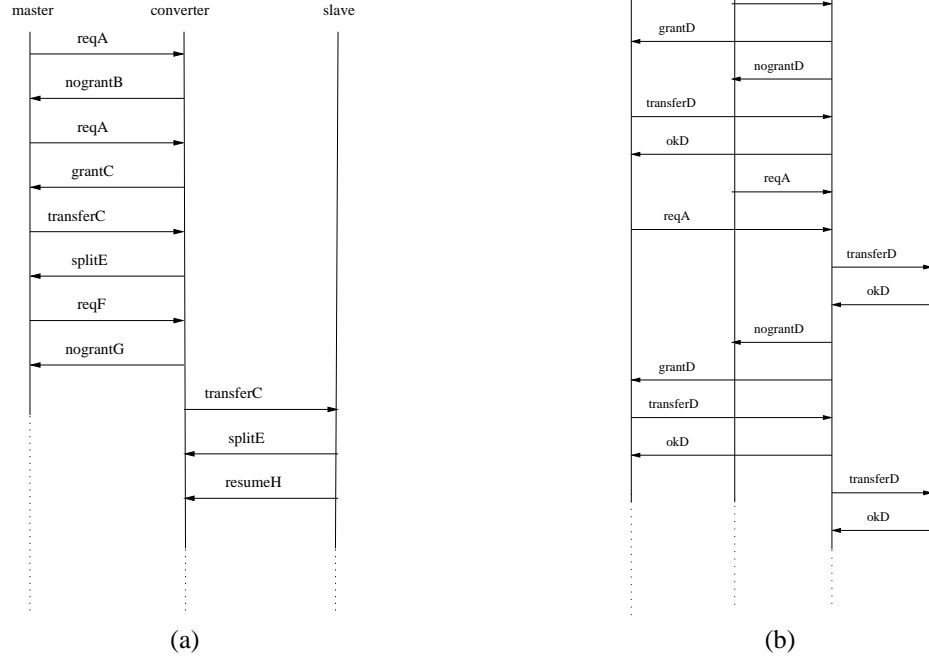 master converter slave
reqA
nograntB
reqA
grantC
transferC
splitE
reqF
nograntG
transferC
splitE
resumeH
(a)
grantD
nograntD
transferD
okD
reqA
reqA
transferD
okD
nograntD
grantD
transferD
okD
transferD
okD
(b)